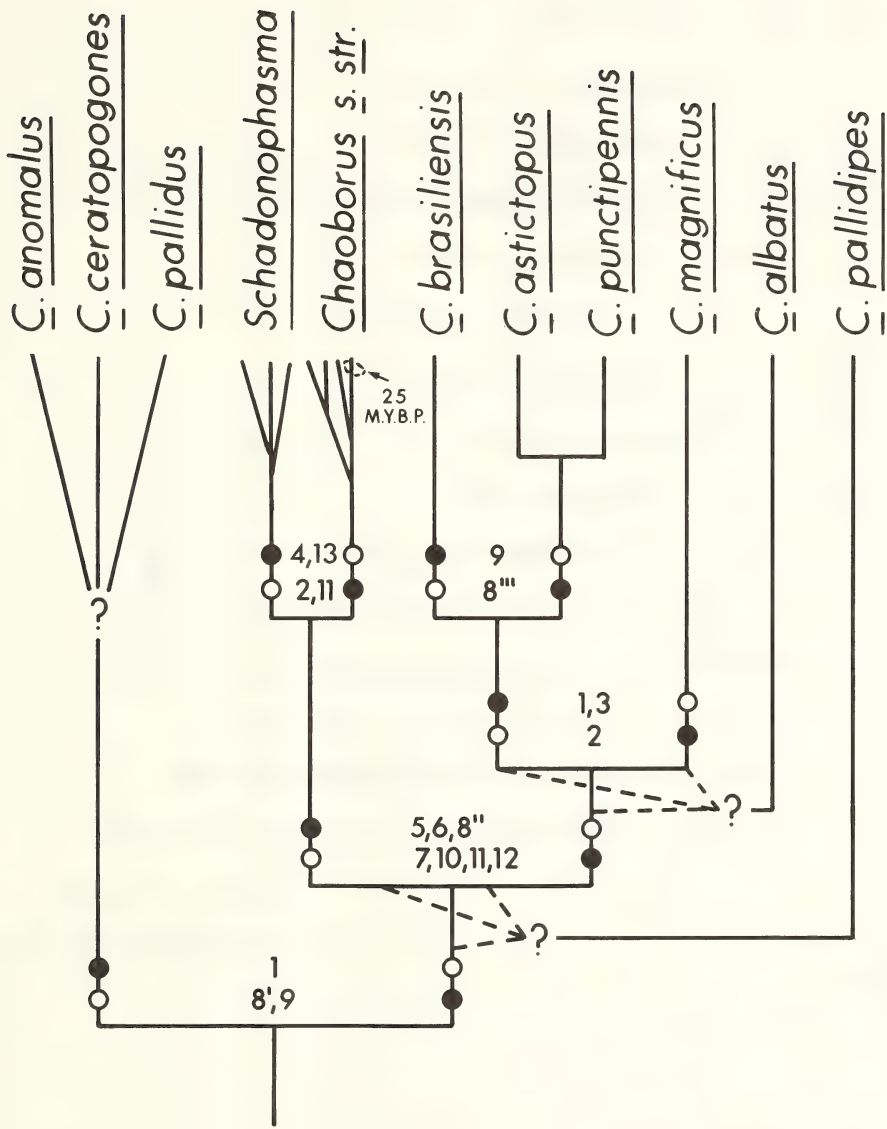 C. anomalus
C. ceratopogones
C. pallidus
Schadonophasma
Chaoborus s. str.
C. brasiliensis
C. astictopus
C. punctipennis
C. magnificus
C. albatus
C. pallidipes
25
M.Y.B.P.
4,13
2,11
9
8'''
?
1,3
2
?
5,6,8''
7,10,11,12
?
1
8',9